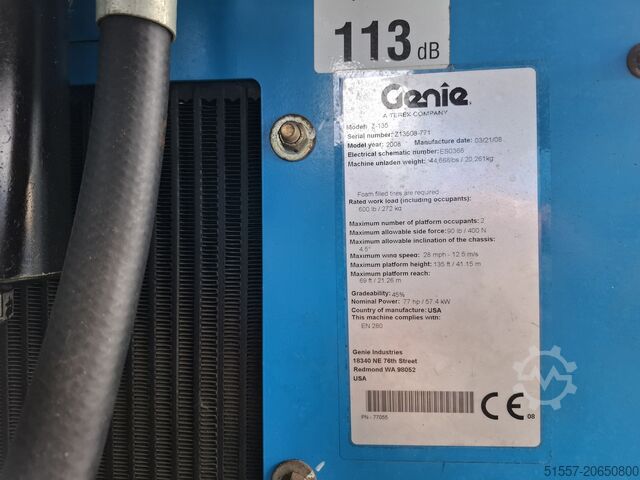 113 dB
Genie
A TEREX COMPANY
Model: Z-135
Serial number: Z13508-771
Model year: 2008 Manufacture date: 03/21/08
Electrical schematic number: ES0368
Machine unladen weight: 44,668lbs / 20,261kg
Foam filled tires are required
Rated work load (including occupants):
600 lb / 272 kg
Maximum number of platform occupants: 2
Maximum allowable side force: 90 lb / 400 N
Maximum allowable inclination of the chassis:
4.5°
Maximum wind speed: 28 mph - 12.5 m/s
Maximum platform height: 135 ft / 41.15 m
Maximum platform reach:
69 ft / 21.26 m
Gradeability: 45%
Nominal Power: 77 hp / 57.4 kW
Country of manufacture: USA
This machine complies with:
EN 280
Genie Industries
18340 NE 76th Street
Redmond WA 98052
USA
PN - 77055
CE 08
51557-20650800